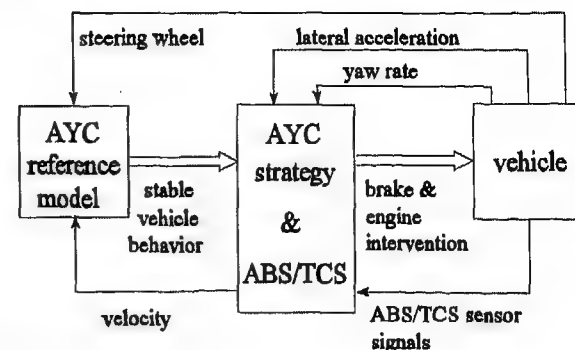 steering wheel
lateral acceleration
yaw rate
AYC
reference
model
stable
vehicle
behavior
AYC
strategy
&
ABS/TCS
brake &
engine
intervention
vehicle
velocity
ABS/TCS sensor
signals